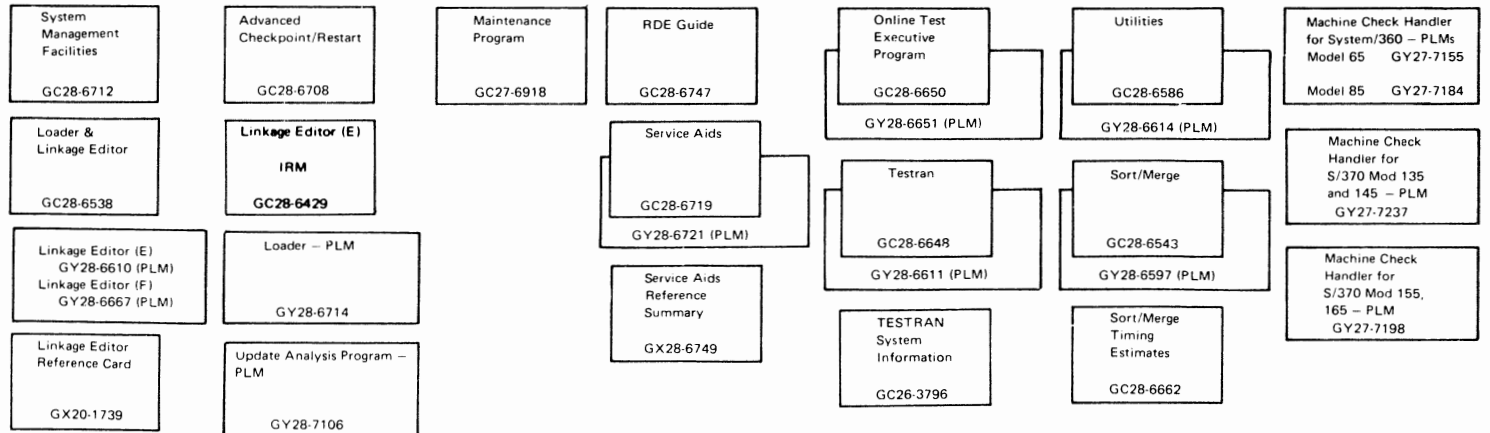 System
Management
Facilities
GC28-6712
Loader &
Linkage Editor
GC28-6538
Linkage Editor (E)
GY28-6610 (PLM)
Linkage Editor (F)
GY28-6667 (PLM)
Linkage Editor
Reference Card
GX20-1739
Advanced
Checkpoint/Restart
GC28-6708
Linkage Editor (E)
IRM
GC28-6429
Loader – PLM
GY28-6714
Update Analysis Program –
PLM
GY28-7106
Maintenance
Program
GC27-6918
RDE Guide
GC28-6747
Service Aids
GC28-6719
GY28-6721 (PLM)
Service Aids
Reference
Summary
GX28-6749
Online Test
Executive
Program
GC28-6650
GY28-6651 (PLM)
Testran
GC28-6648
GY28-6611 (PLM)
TESTRAN
System
Information
GC26-3796
Utilities
GC28-6586
GY28-6614 (PLM)
Sort/Merge
GC28-6543
GY28-6597 (PLM)
Sort/Merge
Timing
Estimates
GC28-6662
Machine Check Handler
for System/360 – PLMs
Model 65 GY27-7155
Model 85 GY27-7184
Machine Check
Handler for
S/370 Mod 135
and 145 – PLM
GY27-7237
Machine Check
Handler for
S/370 Mod 155,
165 – PLM
GY27-7198